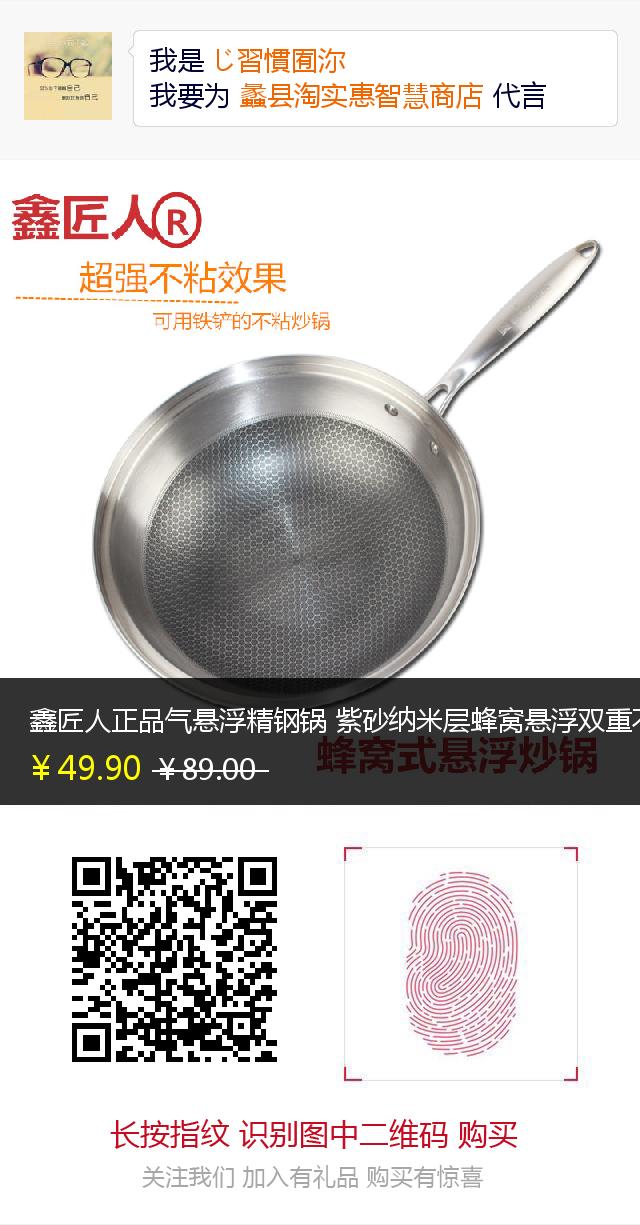 我是 じ習慣囿沵
我要为 蠡县淘实惠智慧商店 代言
鑫匠人®
超强不粘效果
可用铁铲的不粘炒锅
鑫匠人正品气悬浮精钢锅 紫砂纳米层蜂窝悬浮双重不
¥49.90 ¥89.00
蜂窝式悬浮炒锅
长按指纹 识别图中二维码 购买
关注我们 加入有礼品 购买有惊喜